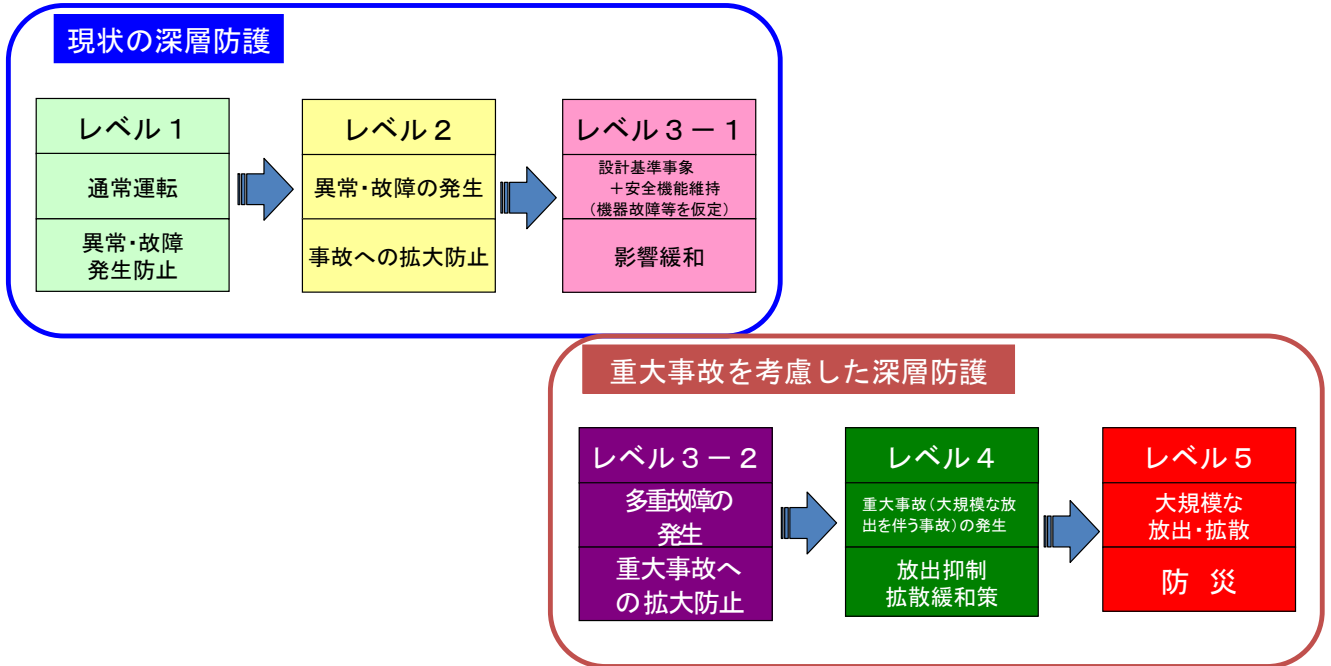 現状の深層防護
レベル１
通常運転
異常・故障
発生防止
レベル２
異常・故障の発生
事故への拡大防止
レベル３－１
設計基準事象
＋安全機能維持
（機器故障等を仮定）
影響緩和
重大事故を考慮した深層防護
レベル３－２
多重故障の
発生
重大事故へ
の拡大防止
レベル４
重大事故（大規模な放
出を伴う事故）の発生
放出抑制
拡散緩和策
レベル５
大規模な
放出・拡散
防 災